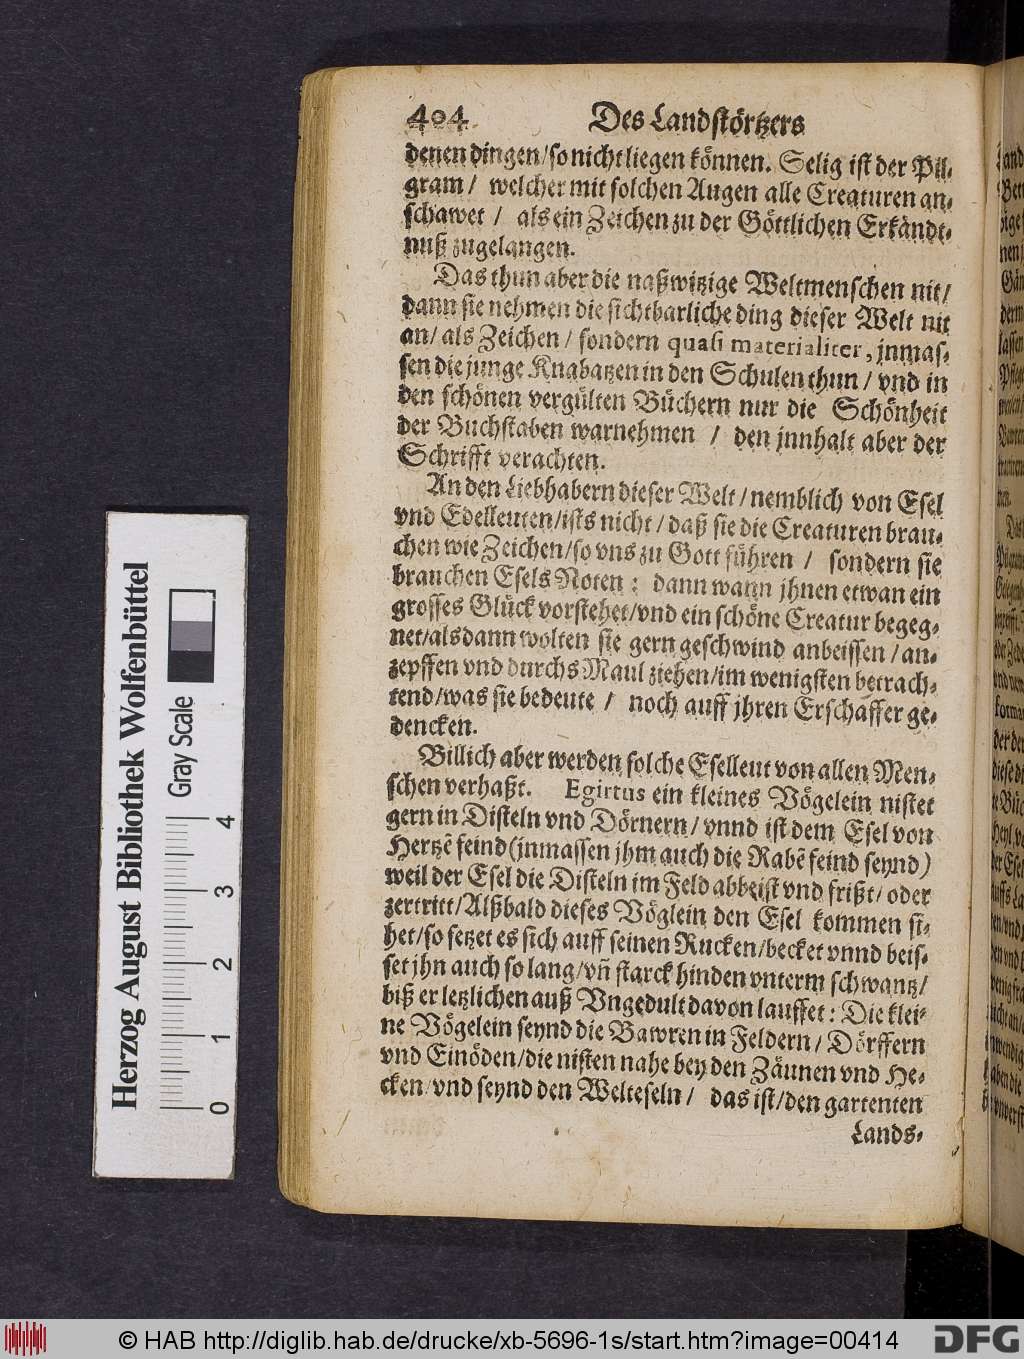 404 Des Landstörtzers
denen dingen/so nicht liegen können. Selig ist der Pil-
gram/ welcher mit solchen Augen alle Creaturen an-
schawet/ als ein Zeichen zu der Göttlichen Erkändt-
nuß zugelangen.
Das thun aber die naßwitzige Weltmenschen nit/
dann sie nehmen die sichtbarliche ding dieser Welt nit
an/ als Zeichen/ sondern quasi materialiter, jnmas-
sen die junge Knabatzen in den Schulen thun/ vnd in
den schönen vergülten Büchern nur die Schönheit
der Buchstaben warnehmen / den jnnhalt aber der
Schrifft verachten.
An den Liebhabern dieser Welt/nemblich von Esel
vnd Edelleuten/ists nicht/daß sie die Creaturen brau-
chen wie Zeichen/so vns zu Gott führen / sondern sie
brauchen Esels Noten: dann wann jhnen etwan ein
grosses Glück vorstehet/vnd ein schöne Creatur begeg-
net/alsdann wolten sie gern geschwind anbeissen/an-
zepffen vnd durchs Maul ziehen/im wenigsten betrach-
tend/was sie bedeute / noch auff jhren Erschaffer ge-
dencken.
Billich aber werden solche Eselleut von allen Men-
schen verhaßt. Egirtus ein kleines Vögelein nistet
gern in Disteln vnd Dörnern/vnnd ist dem Esel von
Hertzẽ feind(jnmassen jhm auch die Rabẽ feind seynd)
weil der Esel die Disteln im Feld abbeist vnd frißt/oder
zertritt/Alßbald dieses Vöglein den Esel kommen si-
het/so setzet es sich auff seinen Rucken/becket vnnd beis-
set jhn auch so lang/vñ starck hinden vnterm schwantz/
biß er letzlichen auß Vngedult davon lauffet: Die klei-
ne Vögelein seynd die Bawren in Feldern/ Dörffern
vnd Einöden/die nisten nahe bey den Zäunen vnd He-
cken/vnd seynd den Welteseln/ das ist/den gartenten
Lands-
Herzog August Bibliothek Wolfenbüttel
Gray Scale
0 1 2 3 4
© HAB http://diglib.hab.de/drucke/xb-5696-1s/start.htm?image=00414
DFG